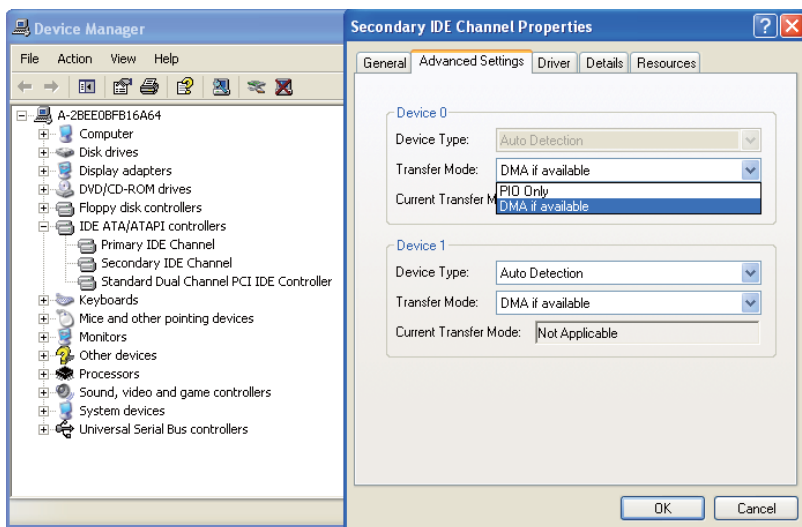 Device Manager
File Action View Help
A-2BEE0BFB16A64
Computer
Disk drives
Display adapters
DVD/CD-ROM drives
Floppy disk controllers
IDE ATA/ATAPI controllers
Primary IDE Channel
Secondary IDE Channel
Standard Dual Channel PCI IDE Controller
Keyboards
Mice and other pointing devices
Monitors
Other devices
Processors
Sound, video and game controllers
System devices
Universal Serial Bus controllers
Secondary IDE Channel Properties
General Advanced Settings Driver Details Resources
Device 0
Device Type: Auto Detection
Transfer Mode: DMA if available
PIO Only
Current Transfer M
DMA if available
Device 1
Device Type: Auto Detection
Transfer Mode: DMA if available
Current Transfer Mode: Not Applicable
OK Cancel